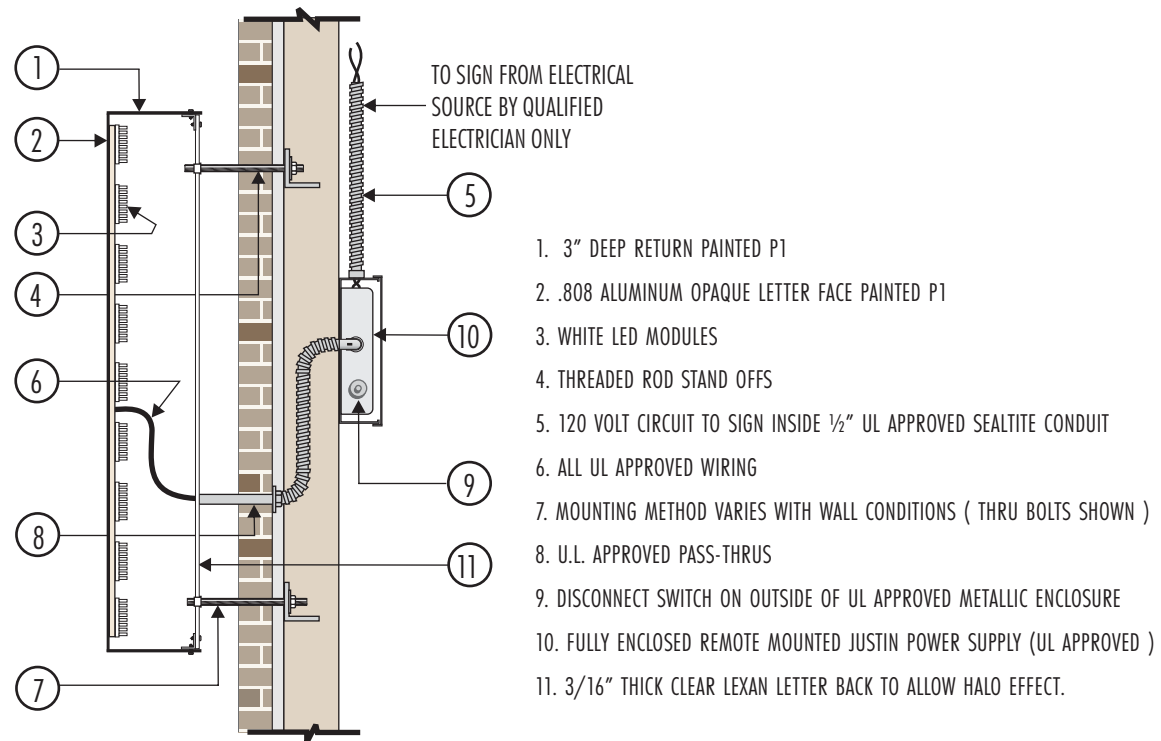 1
2
3
4
6
8
7
TO SIGN FROM ELECTRICAL
SOURCE BY QUALIFIED
ELECTRICIAN ONLY
5
10
9
11
1. 3” DEEP RETURN PAINTED P1
2. .808 ALUMINUM OPAQUE LETTER FACE PAINTED P1
3. WHITE LED MODULES
4. THREADED ROD STAND OFFS
5. 120 VOLT CIRCUIT TO SIGN INSIDE ½” UL APPROVED SEALTITE CONDUIT
6. ALL UL APPROVED WIRING
7. MOUNTING METHOD VARIES WITH WALL CONDITIONS ( THRU BOLTS SHOWN )
8. U.L. APPROVED PASS-THRUS
9. DISCONNECT SWITCH ON OUTSIDE OF UL APPROVED METALLIC ENCLOSURE
10. FULLY ENCLOSED REMOTE MOUNTED JUSTIN POWER SUPPLY (UL APPROVED )
11. 3/16” THICK CLEAR LEXAN LETTER BACK TO ALLOW HALO EFFECT.